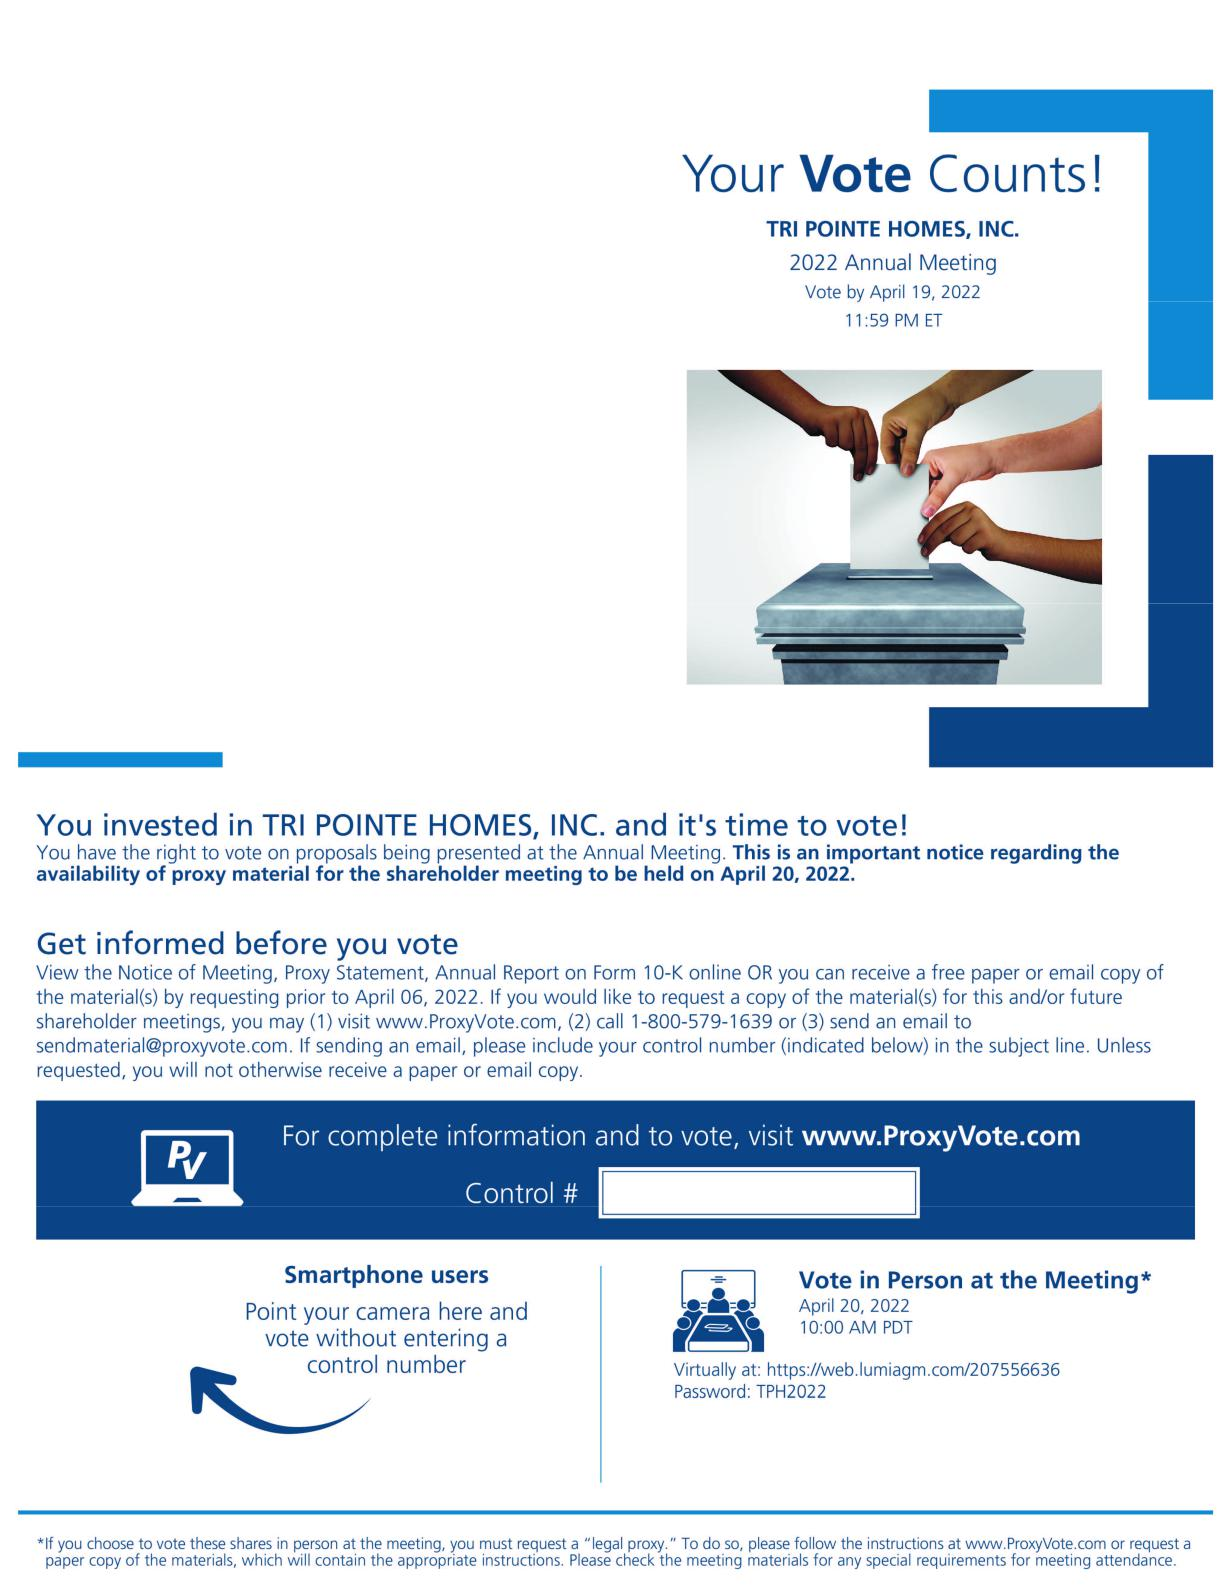 Your Vote Counts!
TRI POINTE HOMES, INC.
2022 Annual Meeting
Vote by April 19, 2022
11:59 PM ET
You invested in TRI POINTE HOMES, INC. and it's time to vote!
You have the right to vote on proposals being presented at the Annual Meeting. This is an important notice regarding the
availability of proxy material for the shareholder meeting to be held on April 20, 2022.
Get informed before you vote
View the Notice of Meeting, Proxy Statement, Annual Report on Form 10-K online OR you can receive a free paper or email copy of
the material(s) by requesting prior to April 06, 2022. If you would like to request a copy of the material(s) for this and/or future
shareholder meetings, you may (1) visit www.ProxyVote.com, (2) call 1-800-579-1639 or (3) send an email to
sendmaterial@proxyvote.com. If sending an email, please include your control number (indicated below) in the subject line. Unless
requested, you will not otherwise receive a paper or email copy.
PV
For complete information and to vote, visit www.ProxyVote.com
Control #
Smartphone users
Point your camera here and
vote without entering a
control number
Vote in Person at the Meeting*
April 20, 2022
10:00 AM PDT
Virtually at: https://web.lumiagm.com/207556636
Password: TPH2022
*If you choose to vote these shares in person at the meeting, you must request a “legal proxy.” To do so, please follow the instructions at www.ProxyVote.com or request a
paper copy of the materials, which will contain the appropriate instructions. Please check the meeting materials for any special requirements for meeting attendance.